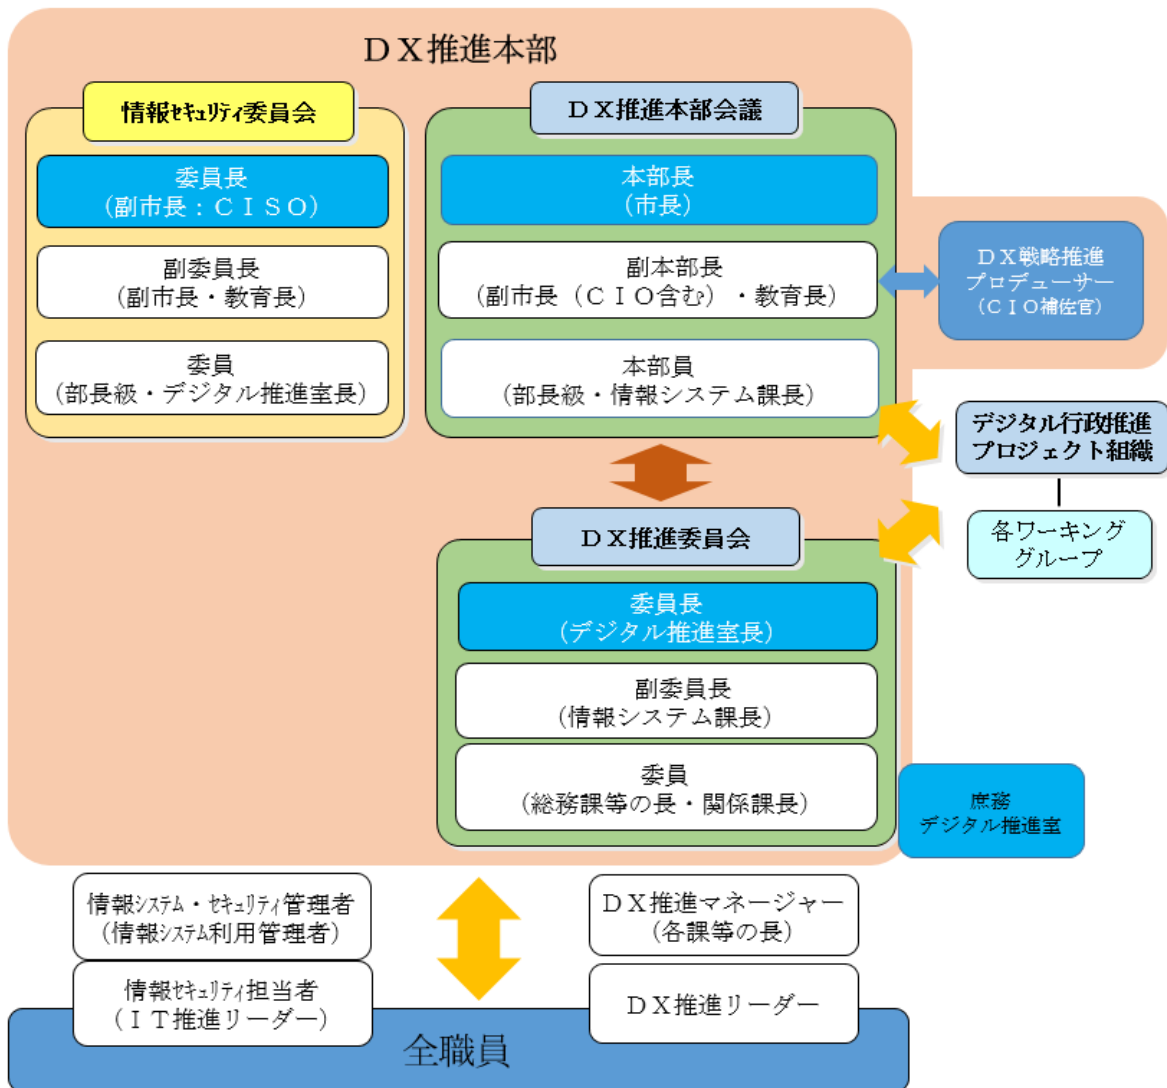 ＤＸ推進本部
情報ｾｷｭﾘﾃｨ委員会
委員長
（副市長：ＣＩＳＯ）
副委員長
（副市長・教育長）
委員
（部長級・デジタル推進室長）
ＤＸ推進本部会議
本部長
（市長）
副本部長
（副市長（ＣＩＯ含む）・教育長）
本部員
（部長級・情報システム課長）
ＤＸ戦略推進
プロデューサー
（ＣＩＯ補佐官）
デジタル行政推進
プロジェクト組織
各ワーキング
グループ
ＤＸ推進委員会
委員長
（デジタル推進室長）
副委員長
（情報システム課長）
委員
（総務課等の長・関係課長）
庶務
デジタル推進室
情報ｼｽﾃﾑ・ｾｷｭﾘﾃｨ管理者
（情報ｼｽﾃﾑ利用管理者）
情報ｾｷｭﾘﾃｨ担当者
（ＩＴ推進リーダー）
ＤＸ推進マネージャー
（各課等の長）
ＤＸ推進リーダー
全職員